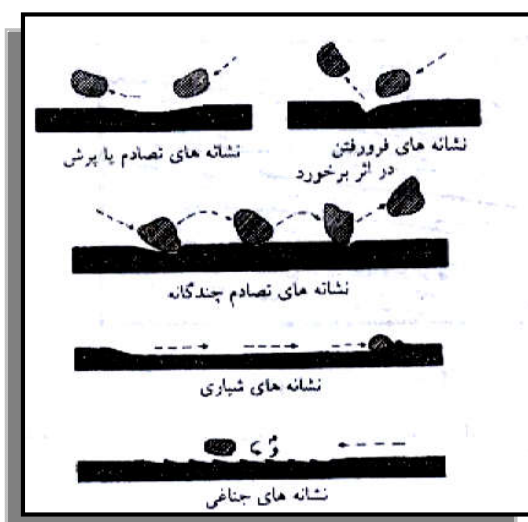 نشانه های فرورفتن
در اثر برخورد
نشانه های تصادم یا پرش
نشانه های تصادم چندگانه
نشانه های شیاری
نشانه های جناغی